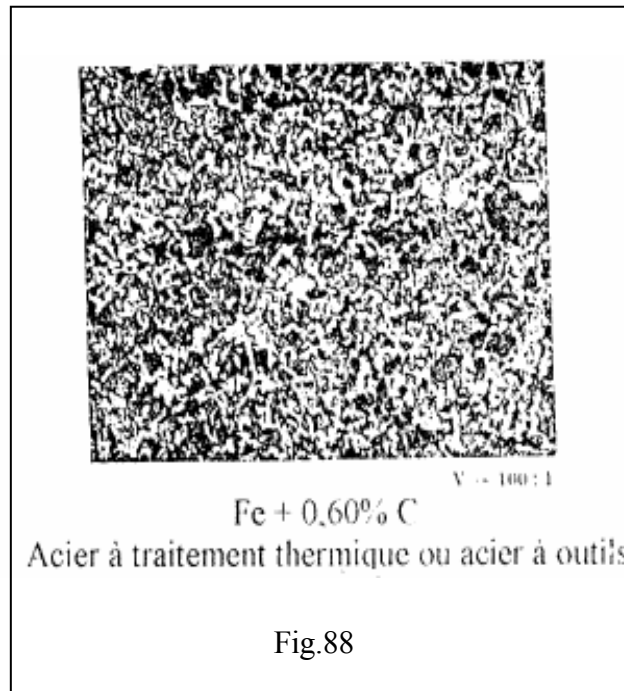 V = 100 : 1
Fe + 0,60% C
Acier à traitement thermique ou acier à outils
Fig.88